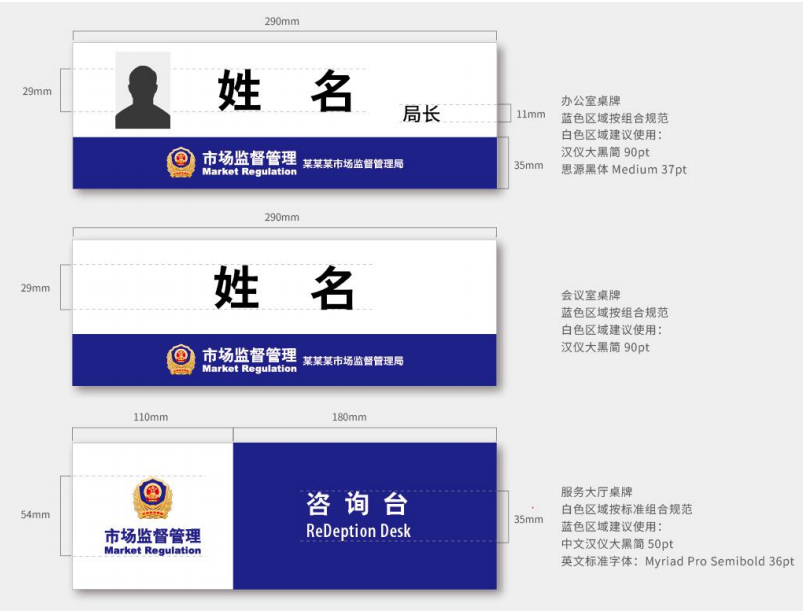 290mm
29mm
姓 名
局长
11mm
市场监督管理
Market Regulation
某某某市场监督管理局
35mm
办公室桌牌
蓝色区域按组合规范
白色区域建议使用：
汉仪大黑简 90pt
思源黑体 Medium 37pt
290mm
29mm
姓 名
市场监督管理
Market Regulation
某某某市场监督管理局
会议室桌牌
蓝色区域按组合规范
白色区域建议使用：
汉仪大黑简 90pt
110mm
180mm
54mm
市场监督管理
Market Regulation
咨 询 台
ReDeption Desk
35mm
服务大厅桌牌
白色区域按标准组合规范
蓝色区域建议使用：
中文汉仪大黑简 50pt
英文标准字体：Myriad Pro Semibold 36pt